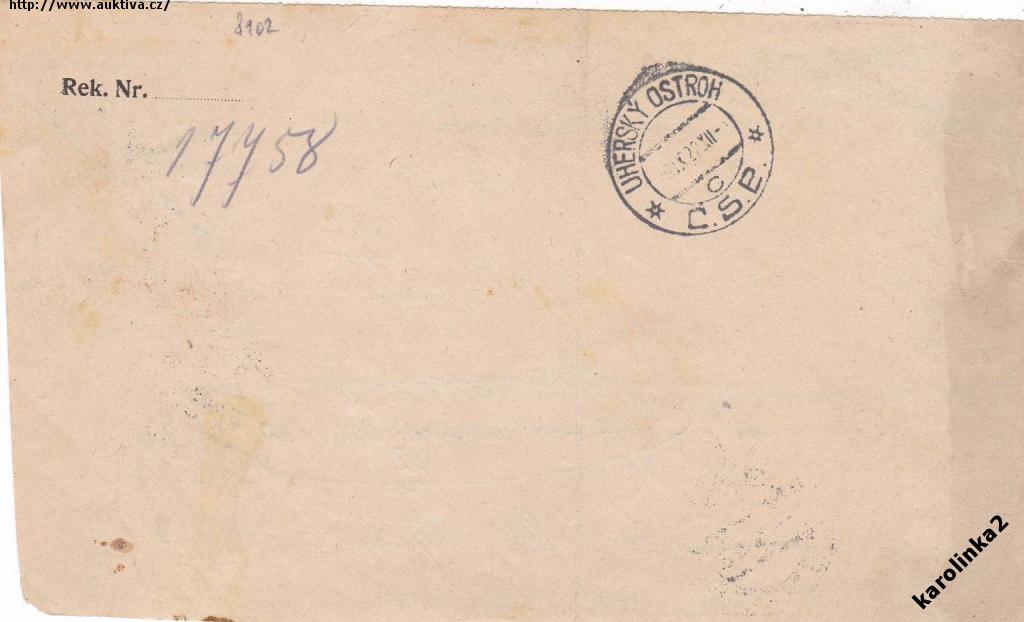 http://www.auktiva.cz/
8102
Rek. Nr.
17758
UHERSKÝ OSTROH
C
Č.S.P.
karolinka2